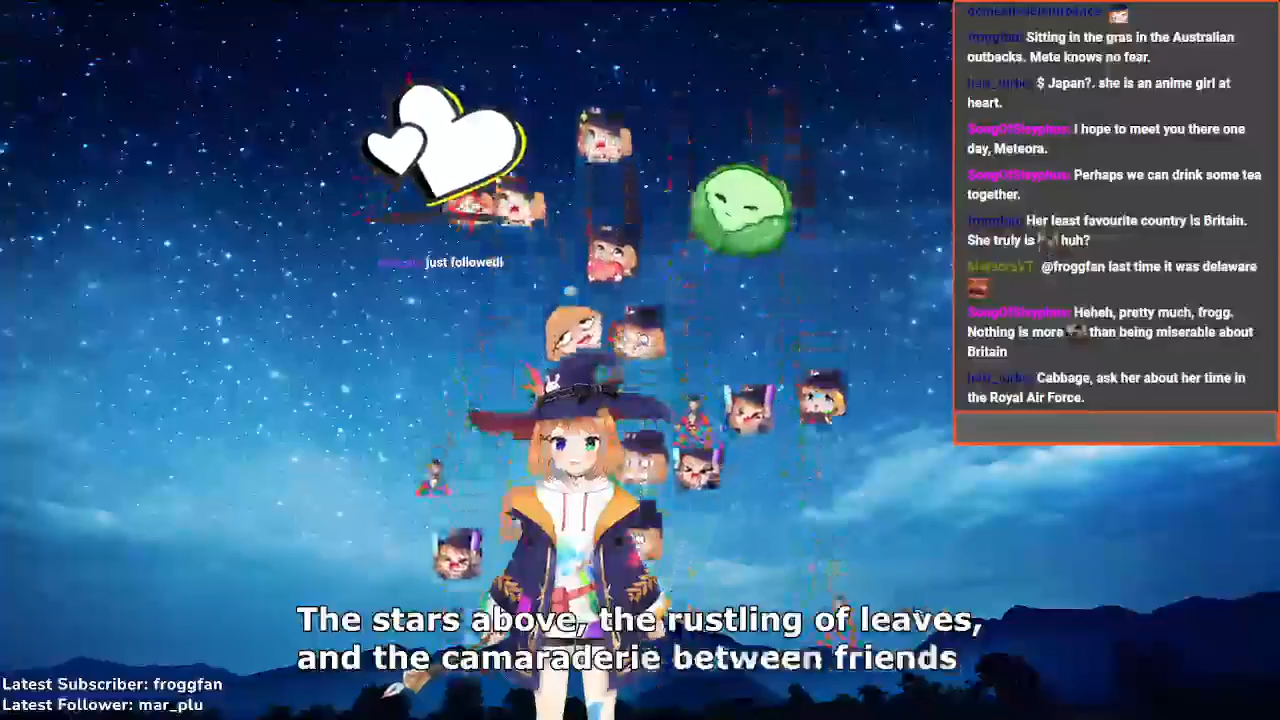 just followed!
The stars above, the rustling of leaves,
and the camaraderie between friends
Latest Subscriber: froggfan
Latest Follower: mar_plu
froggfan: Sitting in the gras in the Australian
outbacks. Mete knows no fear.
$ Japan?. she is an anime girl at
heart.
SongOfSisyphus: I hope to meet you there one
day, Meteora.
SongOfSisyphus: Perhaps we can drink some tea
together.
froggfan: Her least favourite country is Britain.
She truly is huh?
@froggfan last time it was delaware
SongOfSisyphus: Heheh, pretty much, frogg.
Nothing is more than being miserable about
Britain
Cabbage, ask her about her time in
the Royal Air Force.